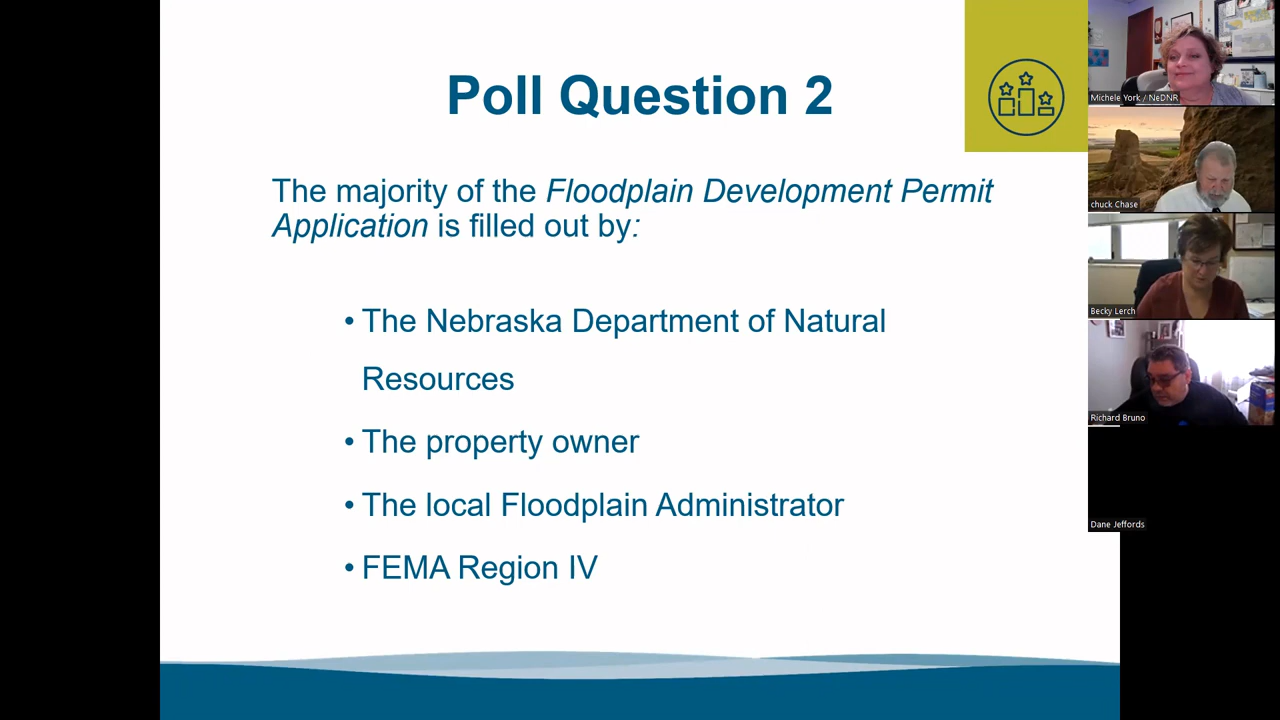 Poll Question 2
The majority of the Floodplain Development Permit
Application is filled out by:
• The Nebraska Department of Natural
Resources
• The property owner
• The local Floodplain Administrator
• FEMA Region IV
Michele York / NeDNR
chuck Chase
Becky Lerch
Richard Bruno
Dane Jeffords